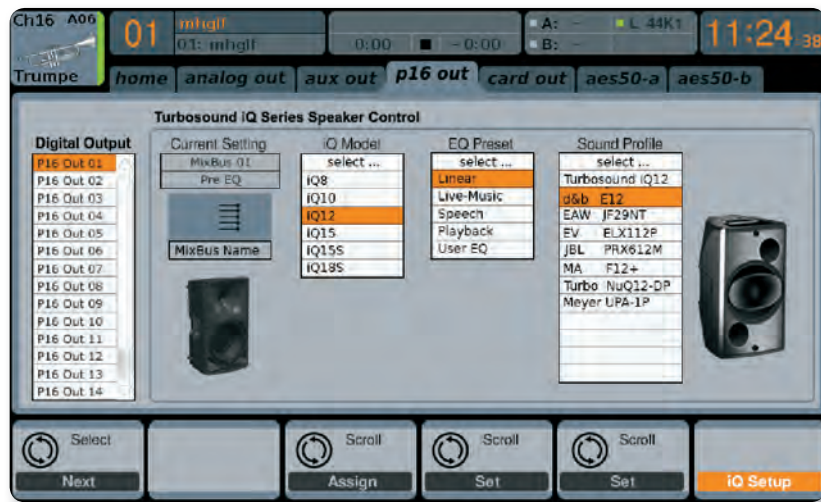 Ch16 A06
Trumpe
01
mhglf
01: mhglf 0:00 - 0:00
A: -
B: -
L 44K1
11:24 38
home analog out aux out p16 out card out aes50-a aes50-b
Turbosound iQ Series Speaker Control
Digital Output
P16 Out 01
P16 Out 02
P16 Out 03
P16 Out 04
P16 Out 05
P16 Out 06
P16 Out 07
P16 Out 08
P16 Out 09
P16 Out 10
P16 Out 11
P16 Out 12
P16 Out 13
P16 Out 14
Current Setting
MixBus 01
Pre EQ
MixBus Name
iQ Model
select ...
iQ8
iQ10
iQ12
iQ15
iQ15S
iQ18S
EQ Preset
select ...
Linear
Live-Music
Speech
Playback
User EQ
Sound Profile
select ...
Turbosound iQ12
d&b E12
EAW JF29NT
EV ELX112P
JBL PRX612M
MA F12+
Turbo NuQ12-DP
Meyer UPA-1P
Select
Next
Scroll
Assign
Scroll
Set
Scroll
Set
iQ Setup